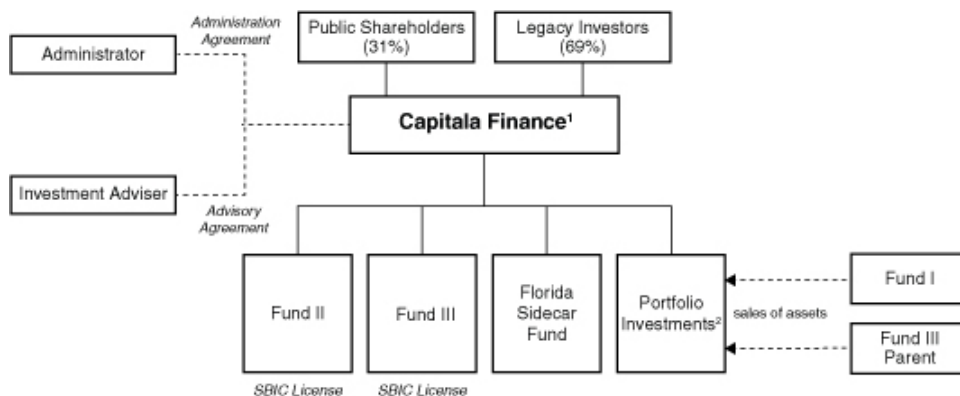 Administration
Agreement
Public Shareholders
(31%)
Legacy Investors
(69%)
Administrator
Capitala Finance¹
Investment Adviser
Advisory
Agreement
Fund II
Fund III
Florida
Sidecar
Fund
Portfolio
Investments²
sales of assets
Fund I
Fund III
Parent
SBIC License
SBIC License